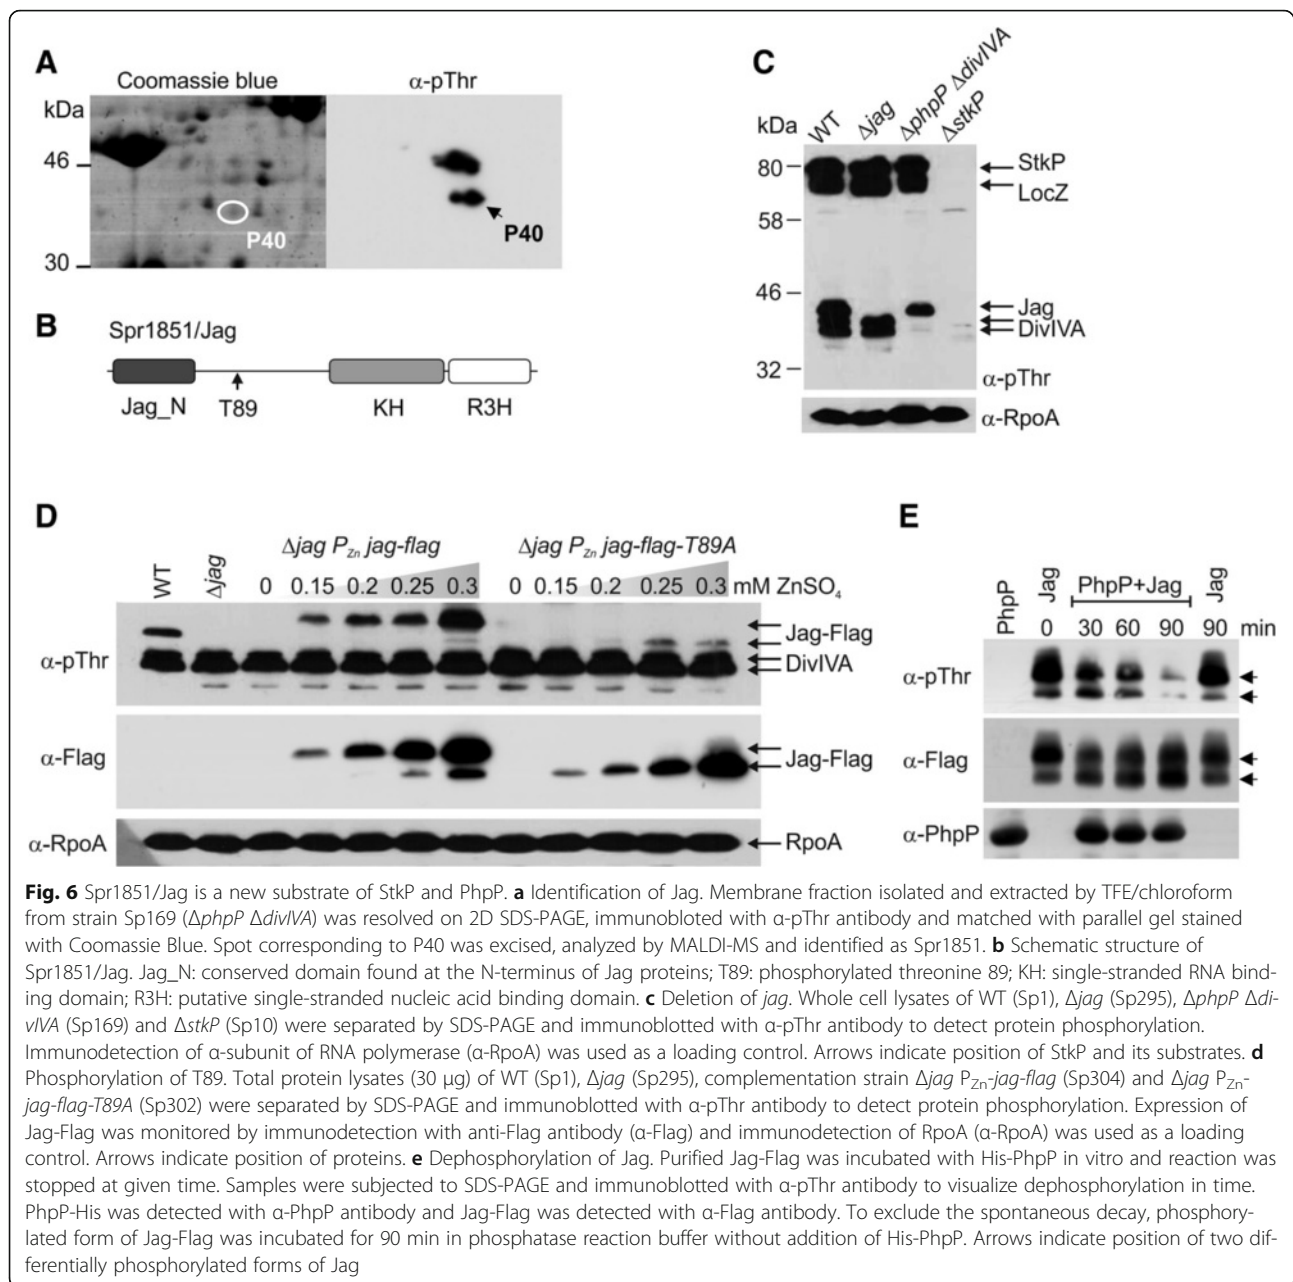 A
Coomassie blue
α-pThr
kDa
46
30
P40
P40
B
Spr1851/Jag
Jag_N
T89
KH
R3H
C
kDa
WT
Δjag
ΔphpP ΔdivIVA
ΔstkP
80
58
46
32
StkP
LocZ
Jag
DivIVA
α-pThr
α-RpoA
D
WT
Δjag
Δjag PZn jag-flag
Δjag PZn jag-flag-T89A
0 0.15 0.2 0.25 0.3 0 0.15 0.2 0.25 0.3 mM ZnSO4
α-pThr
Jag-Flag
DivIVA
α-Flag
Jag-Flag
α-RpoA
RpoA
E
PhpP
Jag
PhpP+Jag
Jag
0 30 60 90 90 min
α-pThr
α-Flag
α-PhpP
Fig. 6 Spr1851/Jag is a new substrate of StkP and PhpP. a Identification of Jag. Membrane fraction isolated and extracted by TFE/chloroform
from strain Sp169 (ΔphpP ΔdivIVA) was resolved on 2D SDS-PAGE, immunobloted with α-pThr antibody and matched with parallel gel stained
with Coomassie Blue. Spot corresponding to P40 was excised, analyzed by MALDI-MS and identified as Spr1851. b Schematic structure of
Spr1851/Jag. Jag_N: conserved domain found at the N-terminus of Jag proteins; T89: phosphorylated threonine 89; KH: single-stranded RNA bind-
ing domain; R3H: putative single-stranded nucleic acid binding domain. c Deletion of jag. Whole cell lysates of WT (Sp1), Δjag (Sp295), ΔphpP Δdi-
vIVA (Sp169) and ΔstkP (Sp10) were separated by SDS-PAGE and immunoblotted with α-pThr antibody to detect protein phosphorylation.
Immunodetection of α-subunit of RNA polymerase (α-RpoA) was used as a loading control. Arrows indicate position of StkP and its substrates. d
Phosphorylation of T89. Total protein lysates (30 μg) of WT (Sp1), Δjag (Sp295), complementation strain Δjag PZn-jag-flag (Sp304) and Δjag PZn-
jag-flag-T89A (Sp302) were separated by SDS-PAGE and immunoblotted with α-pThr antibody to detect protein phosphorylation. Expression of
Jag-Flag was monitored by immunodetection with anti-Flag antibody (α-Flag) and immunodetection of RpoA (α-RpoA) was used as a loading
control. Arrows indicate position of proteins. e Dephosphorylation of Jag. Purified Jag-Flag was incubated with His-PhpP in vitro and reaction was
stopped at given time. Samples were subjected to SDS-PAGE and immunoblotted with α-pThr antibody to visualize dephosphorylation in time.
PhpP-His was detected with α-PhpP antibody and Jag-Flag was detected with α-Flag antibody. To exclude the spontaneous decay, phosphory-
lated form of Jag-Flag was incubated for 90 min in phosphatase reaction buffer without addition of His-PhpP. Arrows indicate position of two dif-
ferentially phosphorylated forms of Jag